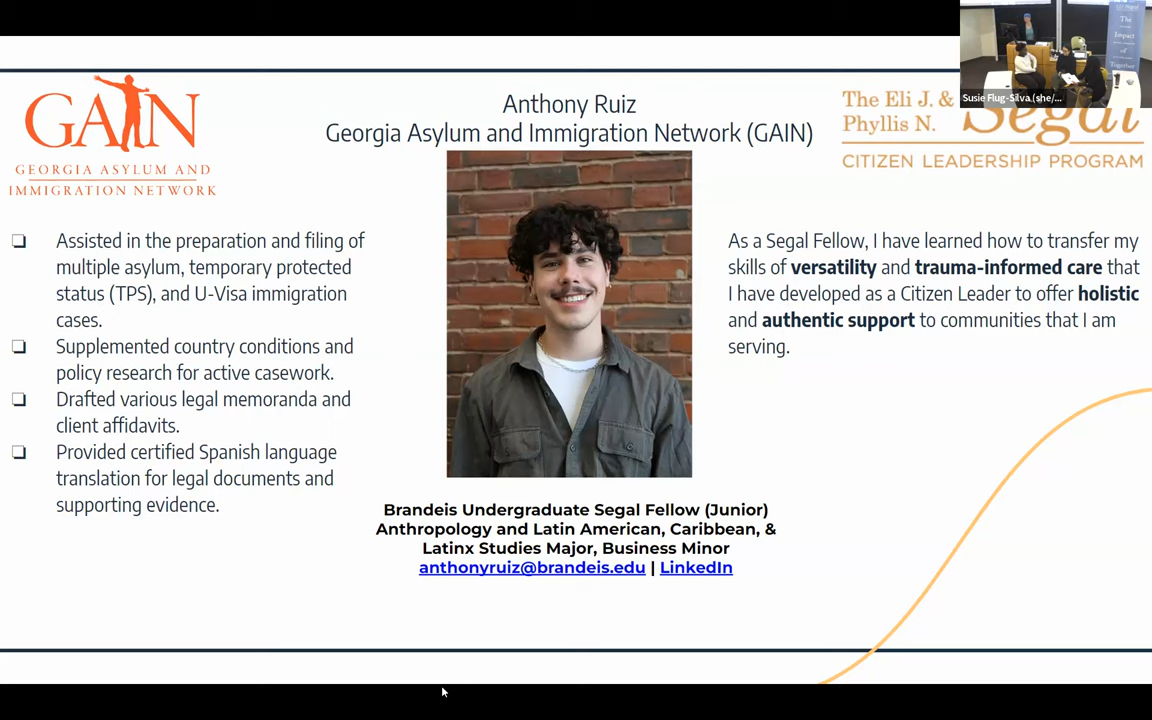 GAIN
GEORGIA ASYLUM AND
IMMIGRATION NETWORK
Anthony Ruiz
Georgia Asylum and Immigration Network (GAIN)
The Eli J. &
Phyllis N.
Segal
CITIZEN LEADERSHIP PROGRAM
The
Impact
of
Together
Susie Flug-Silva (she/...
Assisted in the preparation and filing of
multiple asylum, temporary protected
status (TPS), and U-Visa immigration
cases.
Supplemented country conditions and
policy research for active casework.
Drafted various legal memoranda and
client affidavits.
Provided certified Spanish language
translation for legal documents and
supporting evidence.
As a Segal Fellow, I have learned how to transfer my
skills of versatility and trauma-informed care that
I have developed as a Citizen Leader to offer holistic
and authentic support to communities that I am
serving.
Brandeis Undergraduate Segal Fellow (Junior)
Anthropology and Latin American, Caribbean, &
Latinx Studies Major, Business Minor
anthonyruiz@brandeis.edu | LinkedIn